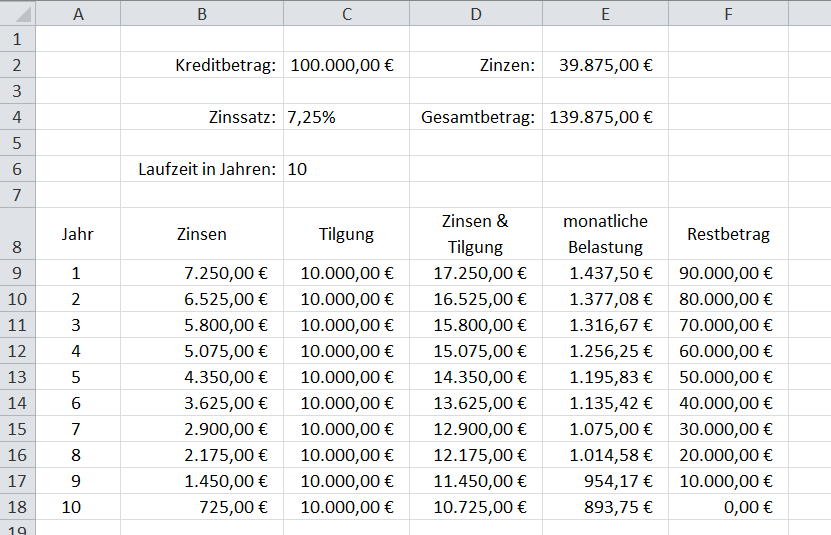 A B C D E F
1
2 Kreditbetrag: 100.000,00 € Zinzen: 39.875,00 €
3
4 Zinssatz: 7,25% Gesamtbetrag: 139.875,00 €
5
6 Laufzeit in Jahren: 10
7
Zinsen & monatliche
Jahr Zinsen Tilgung Restbetrag
8 Tilgung Belastung
9 1 7.250,00 € 10.000,00 € 17.250,00 € 1.437,50 € 90.000,00 €
10 2 6.525,00 € 10.000,00 € 16.525,00 € 1.377,08 € 80.000,00 €
11 3 5.800,00 € 10.000,00 € 15.800,00 € 1.316,67 € 70.000,00 €
12 4 5.075,00 € 10.000,00 € 15.075,00 € 1.256,25 € 60.000,00 €
13 5 4.350,00 € 10.000,00 € 14.350,00 € 1.195,83 € 50.000,00 €
14 6 3.625,00 € 10.000,00 € 13.625,00 € 1.135,42 € 40.000,00 €
15 7 2.900,00 € 10.000,00 € 12.900,00 € 1.075,00 € 30.000,00 €
16 8 2.175,00 € 10.000,00 € 12.175,00 € 1.014,58 € 20.000,00 €
17 9 1.450,00 € 10.000,00 € 11.450,00 € 954,17 € 10.000,00 €
18 10 725,00 € 10.000,00 € 10.725,00 € 893,75 € 0,00 €
19